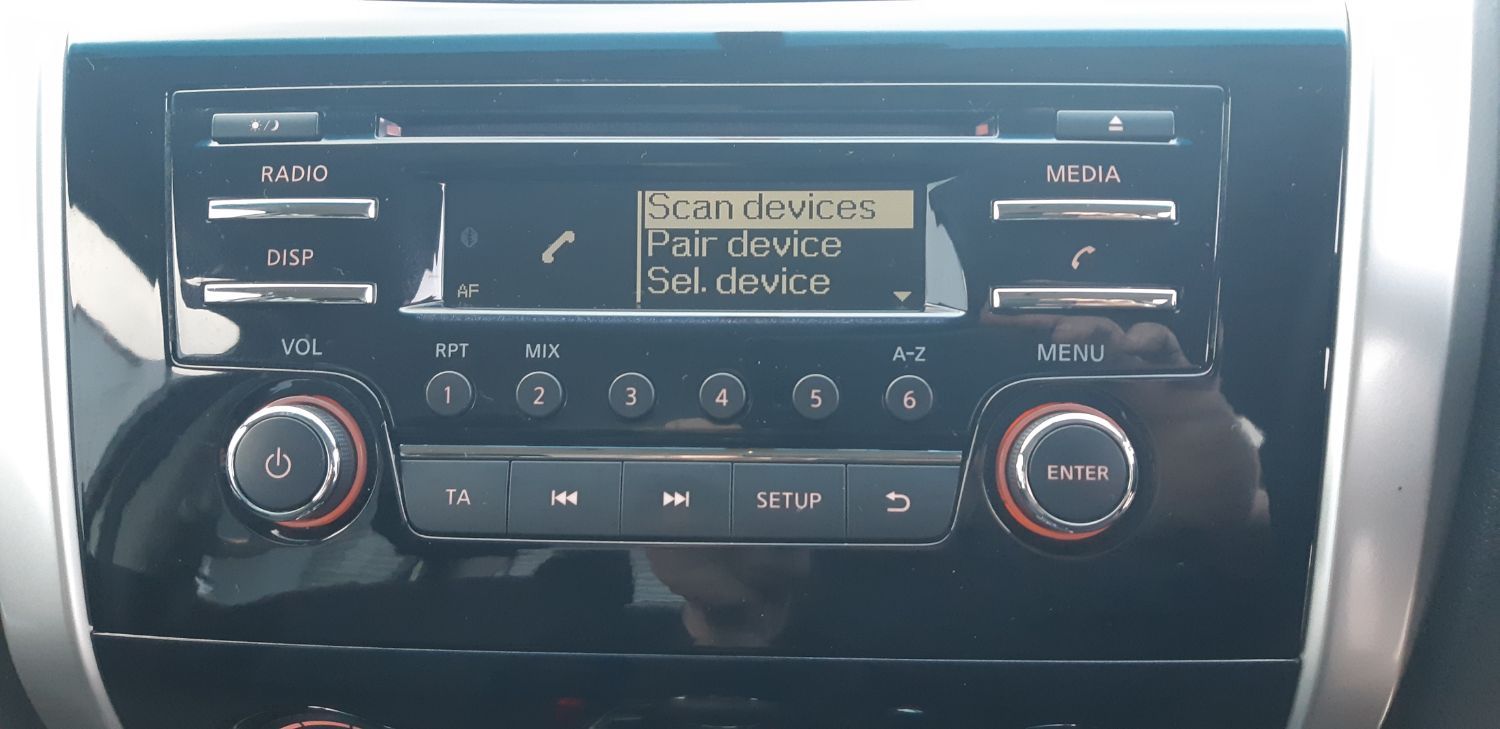 RADIO
MEDIA
Scan devices
Pair device
Sel. device
DISP
AF
VOL
RPT
MIX
A-Z
MENU
1
2
3
4
5
6
ENTER
TA
SETUP